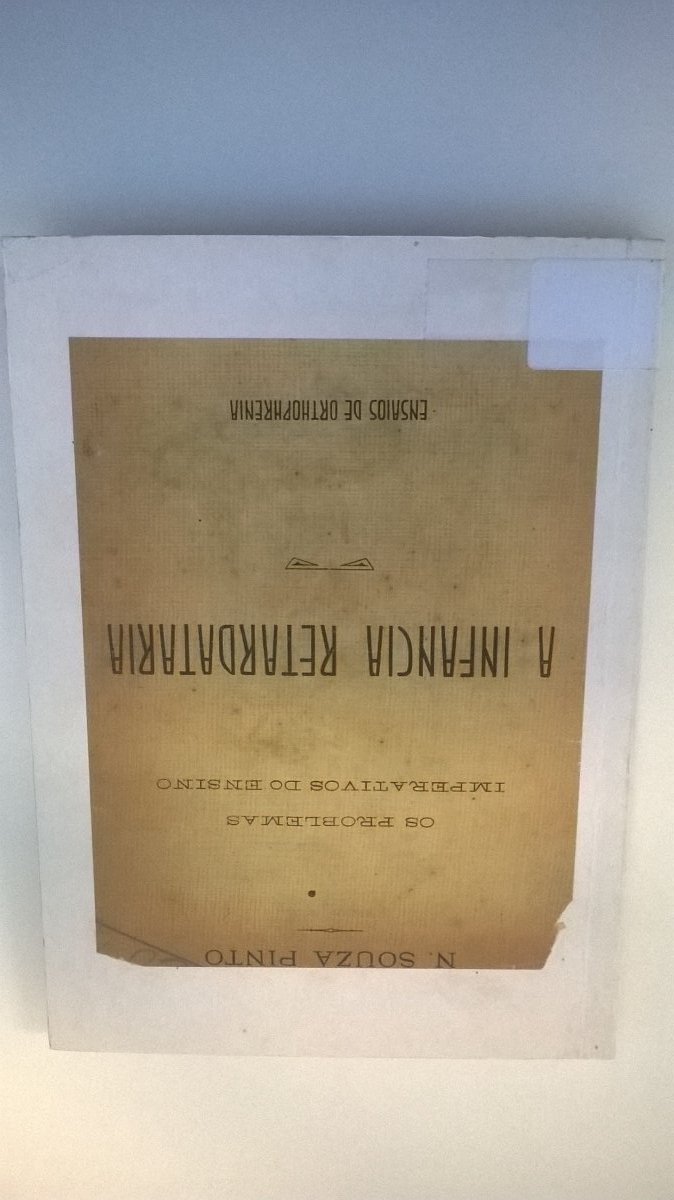 N. SOUZA PINTO
OS PROBLEMAS
IMPERATIVOS DO ENSINO
A INFANCIA RETARDATARIA
ENSAIOS DE ORTHOPHRENIA